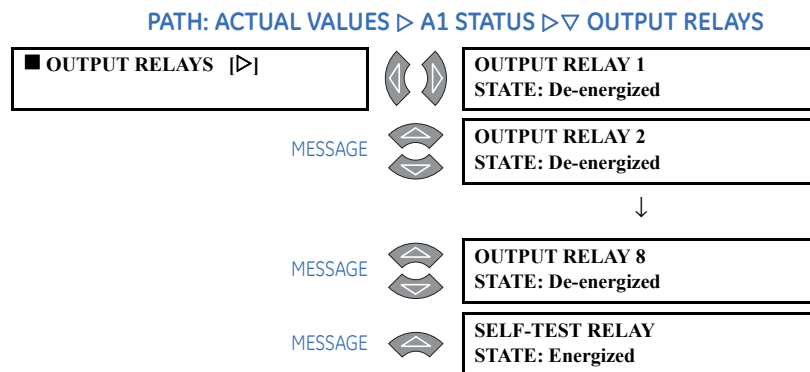 PATH: ACTUAL VALUES ▷ A1 STATUS ▷▽ OUTPUT RELAYS
■ OUTPUT RELAYS [▷]
OUTPUT RELAY 1
STATE: De-energized
MESSAGE
OUTPUT RELAY 2
STATE: De-energized
↓
MESSAGE
OUTPUT RELAY 8
STATE: De-energized
MESSAGE
SELF-TEST RELAY
STATE: Energized